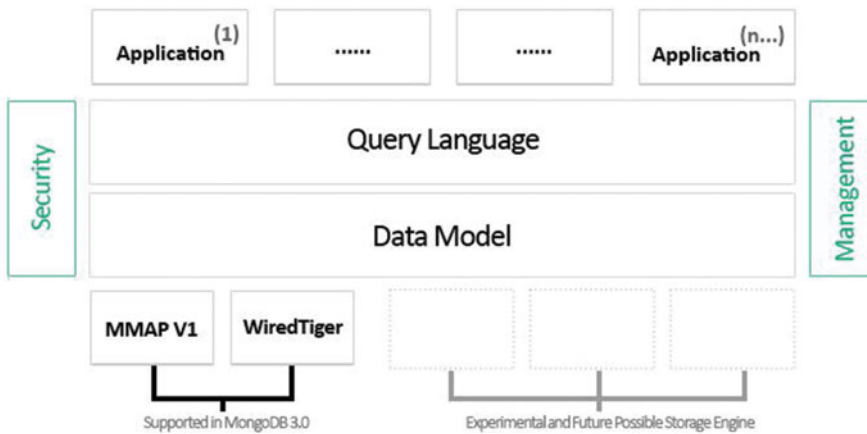 Application (1)
......
......
Application (n...)
Security
Query Language
Management
Data Model
MMAP V1
WiredTiger
Supported in MongoDB 3.0
Experimental and Future Possible Storage Engine